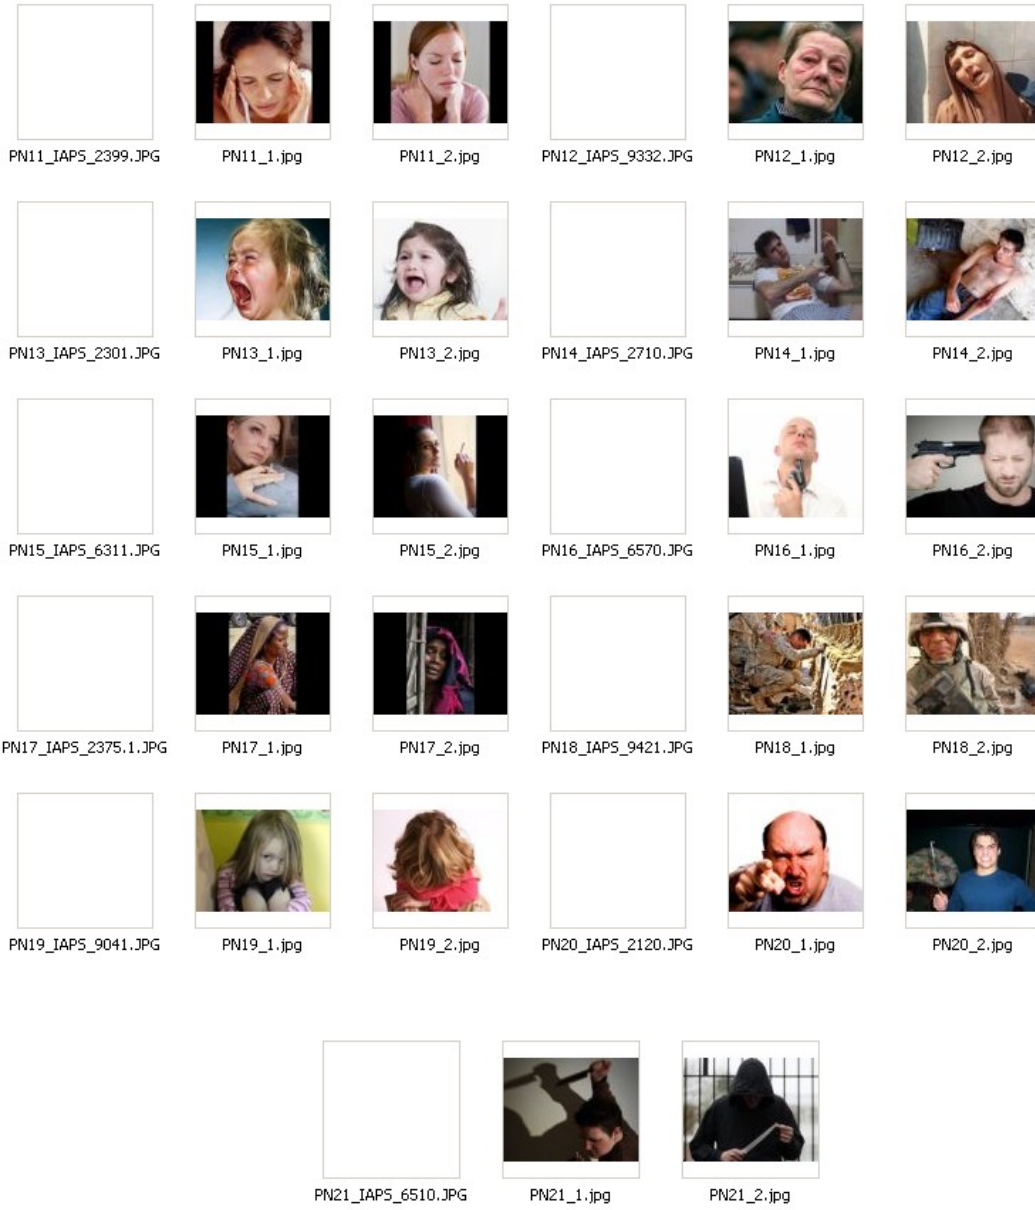 PN11_IAPS_2399.JPG PN11_1.jpg PN11_2.jpg PN12_IAPS_9332.JPG PN12_1.jpg PN12_2.jpg
PN13_IAPS_2301.JPG PN13_1.jpg PN13_2.jpg PN14_IAPS_2710.JPG PN14_1.jpg PN14_2.jpg
PN15_IAPS_6311.JPG PN15_1.jpg PN15_2.jpg PN16_IAPS_6570.JPG PN16_1.jpg PN16_2.jpg
PN17_IAPS_2375.1.JPG PN17_1.jpg PN17_2.jpg PN18_IAPS_9421.JPG PN18_1.jpg PN18_2.jpg
PN19_IAPS_9041.JPG PN19_1.jpg PN19_2.jpg PN20_IAPS_2120.JPG PN20_1.jpg PN20_2.jpg
PN21_IAPS_6510.JPG PN21_1.jpg PN21_2.jpg